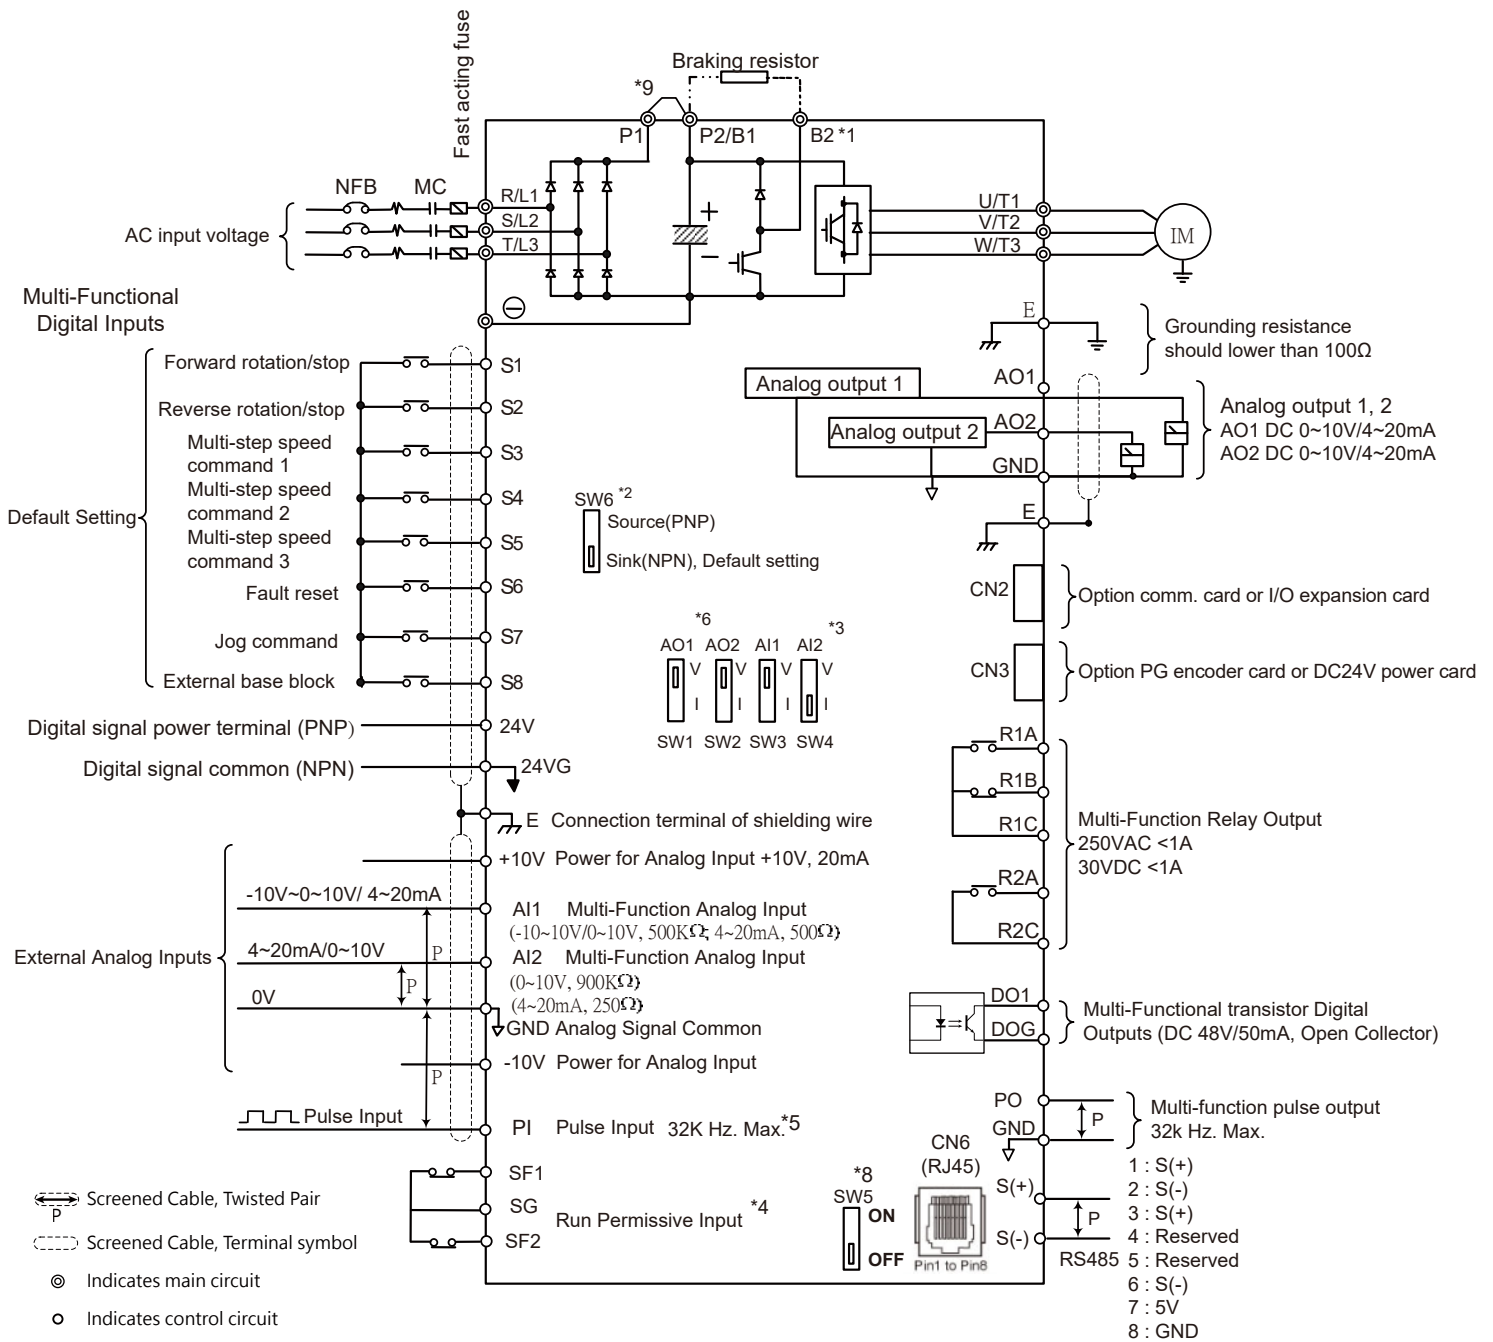 Fast acting fuse
Braking resistor
*9
P1
P2/B1
B2 *1
NFB
MC
R/L1
S/L2
T/L3
AC input voltage
+
−
U/T1
V/T2
W/T3
IM
Multi-Functional
Digital Inputs
E
Grounding resistance
should lower than 100Ω
Default Setting
Forward rotation/stop
S1
Reverse rotation/stop
S2
Multi-step speed
command 1
S3
Multi-step speed
command 2
S4
Multi-step speed
command 3
S5
Fault reset
S6
Jog command
S7
External base block
S8
Digital signal power terminal (PNP)
24V
Digital signal common (NPN)
24VG
E Connection terminal of shielding wire
Analog output 1
AO1
Analog output 2
AO2
GND
E
Analog output 1, 2
AO1 DC 0~10V/4~20mA
AO2 DC 0~10V/4~20mA
SW6 *2
Source(PNP)
Sink(NPN), Default setting
*6
*3
AO1 AO2 AI1 AI2
V V V V
I I I I
SW1 SW2 SW3 SW4
CN2
Option comm. card or I/O expansion card
CN3
Option PG encoder card or DC24V power card
R1A
R1B
R1C
R2A
R2C
Multi-Function Relay Output
250VAC <1A
30VDC <1A
External Analog Inputs
+10V Power for Analog Input +10V, 20mA
-10V~0~10V/ 4~20mA
AI1 Multi-Function Analog Input
(-10~10V/0~10V, 500KΩ; 4~20mA, 500Ω)
4~20mA/0~10V
P
AI2 Multi-Function Analog Input
(0~10V, 900KΩ)
(4~20mA, 250Ω)
P
0V
GND Analog Signal Common
-10V Power for Analog Input
P
Pulse Input
PI Pulse Input 32K Hz. Max.*5
SF1
SG
SF2
Run Permissive Input *4
DO1
DOG
Multi-Functional transistor Digital
Outputs (DC 48V/50mA, Open Collector)
PO
GND
P
Multi-function pulse output
32k Hz. Max.
*8
SW5
ON
OFF
CN6
(RJ45)
Pin1 to Pin8
S(+)
S(-)
P
RS485
1 : S(+)
2 : S(-)
3 : S(+)
4 : Reserved
5 : Reserved
6 : S(-)
7 : 5V
8 : GND
P
Screened Cable, Twisted Pair
Screened Cable, Terminal symbol
Indicates main circuit
Indicates control circuit